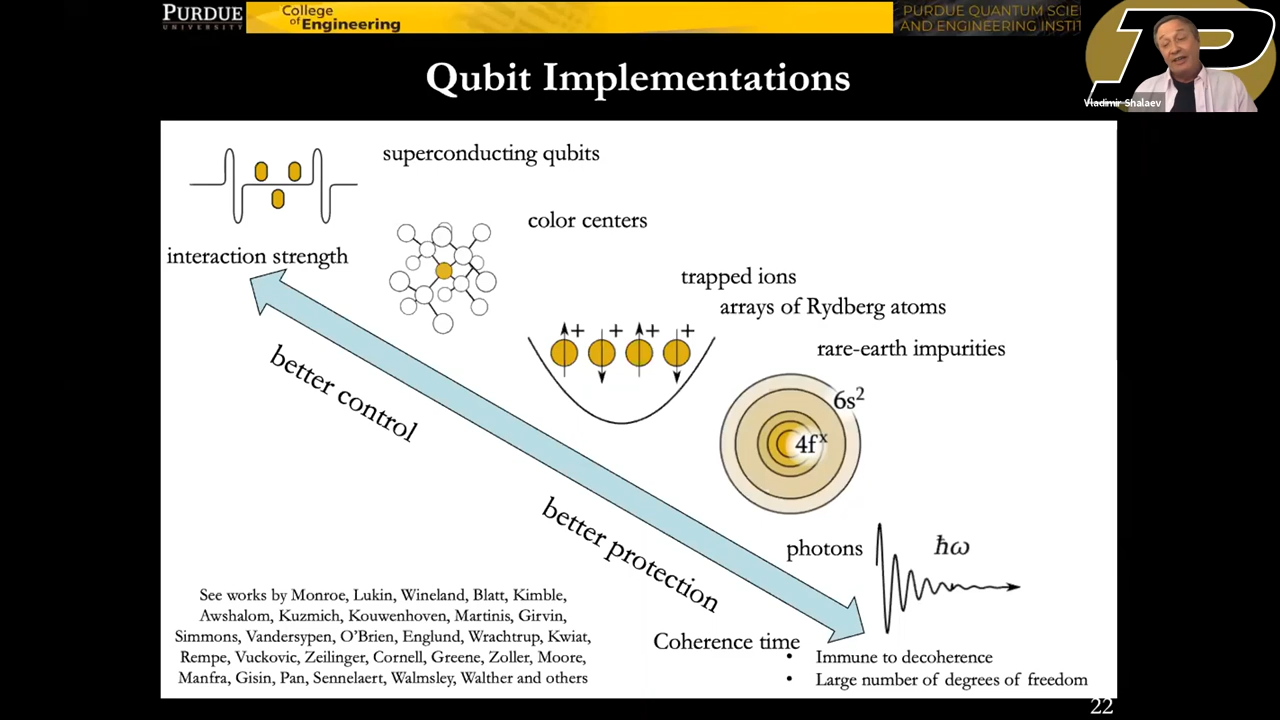 PURDUE
UNIVERSITY
College
of Engineering
PURDUE QUANTUM SCIE
AND ENGINEERING INSTIT
Vladimir Shalaev
Qubit Implementations
superconducting qubits
color centers
interaction strength
trapped ions
arrays of Rydberg atoms
rare-earth impurities
+ + + +
6s²
4fˣ
better control
better protection
photons
ħω
See works by Monroe, Lukin, Wineland, Blatt, Kimble,
Awshalom, Kuzmich, Kouwenhoven, Martinis, Girvin,
Simmons, Vandersypen, O’Brien, Englund, Wrachtrup, Kwiat,
Rempe, Vuckovic, Zeilinger, Cornell, Greene, Zoller, Moore,
Manfra, Gisin, Pan, Sennelaert, Walmsley, Walther and others
Coherence time
• Immune to decoherence
• Large number of degrees of freedom
22